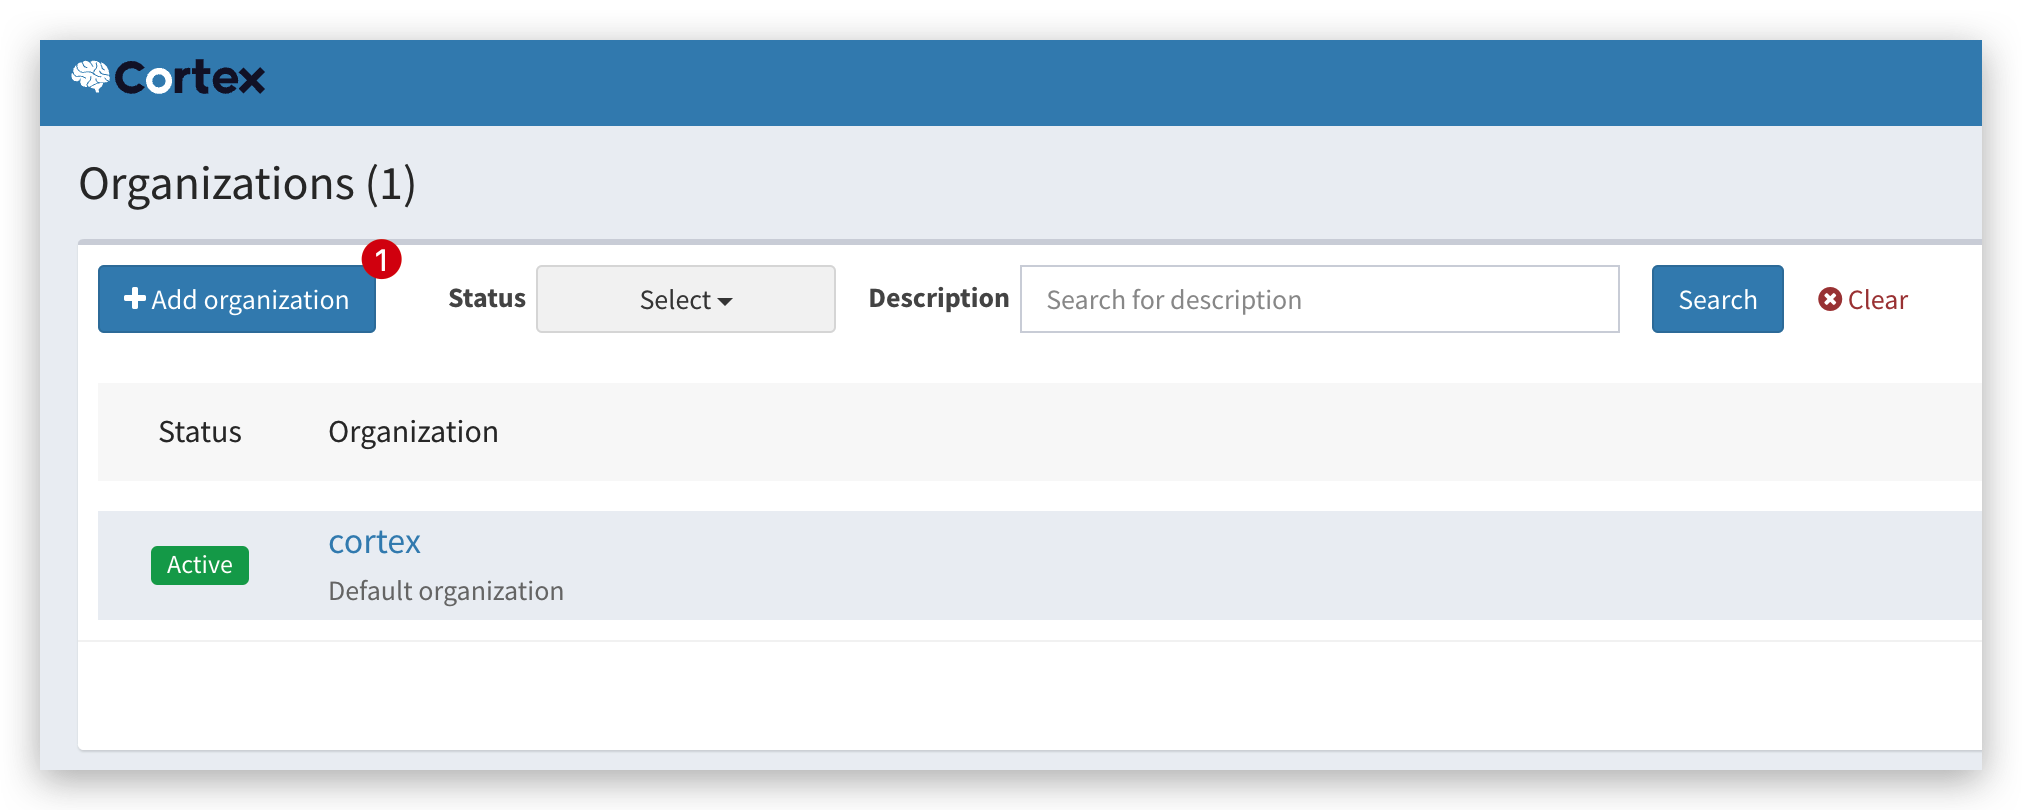 Cortex
Organizations (1)
1
Add organization Status Select Description Search for description Search Clear
Status Organization
Active cortex
Default organization